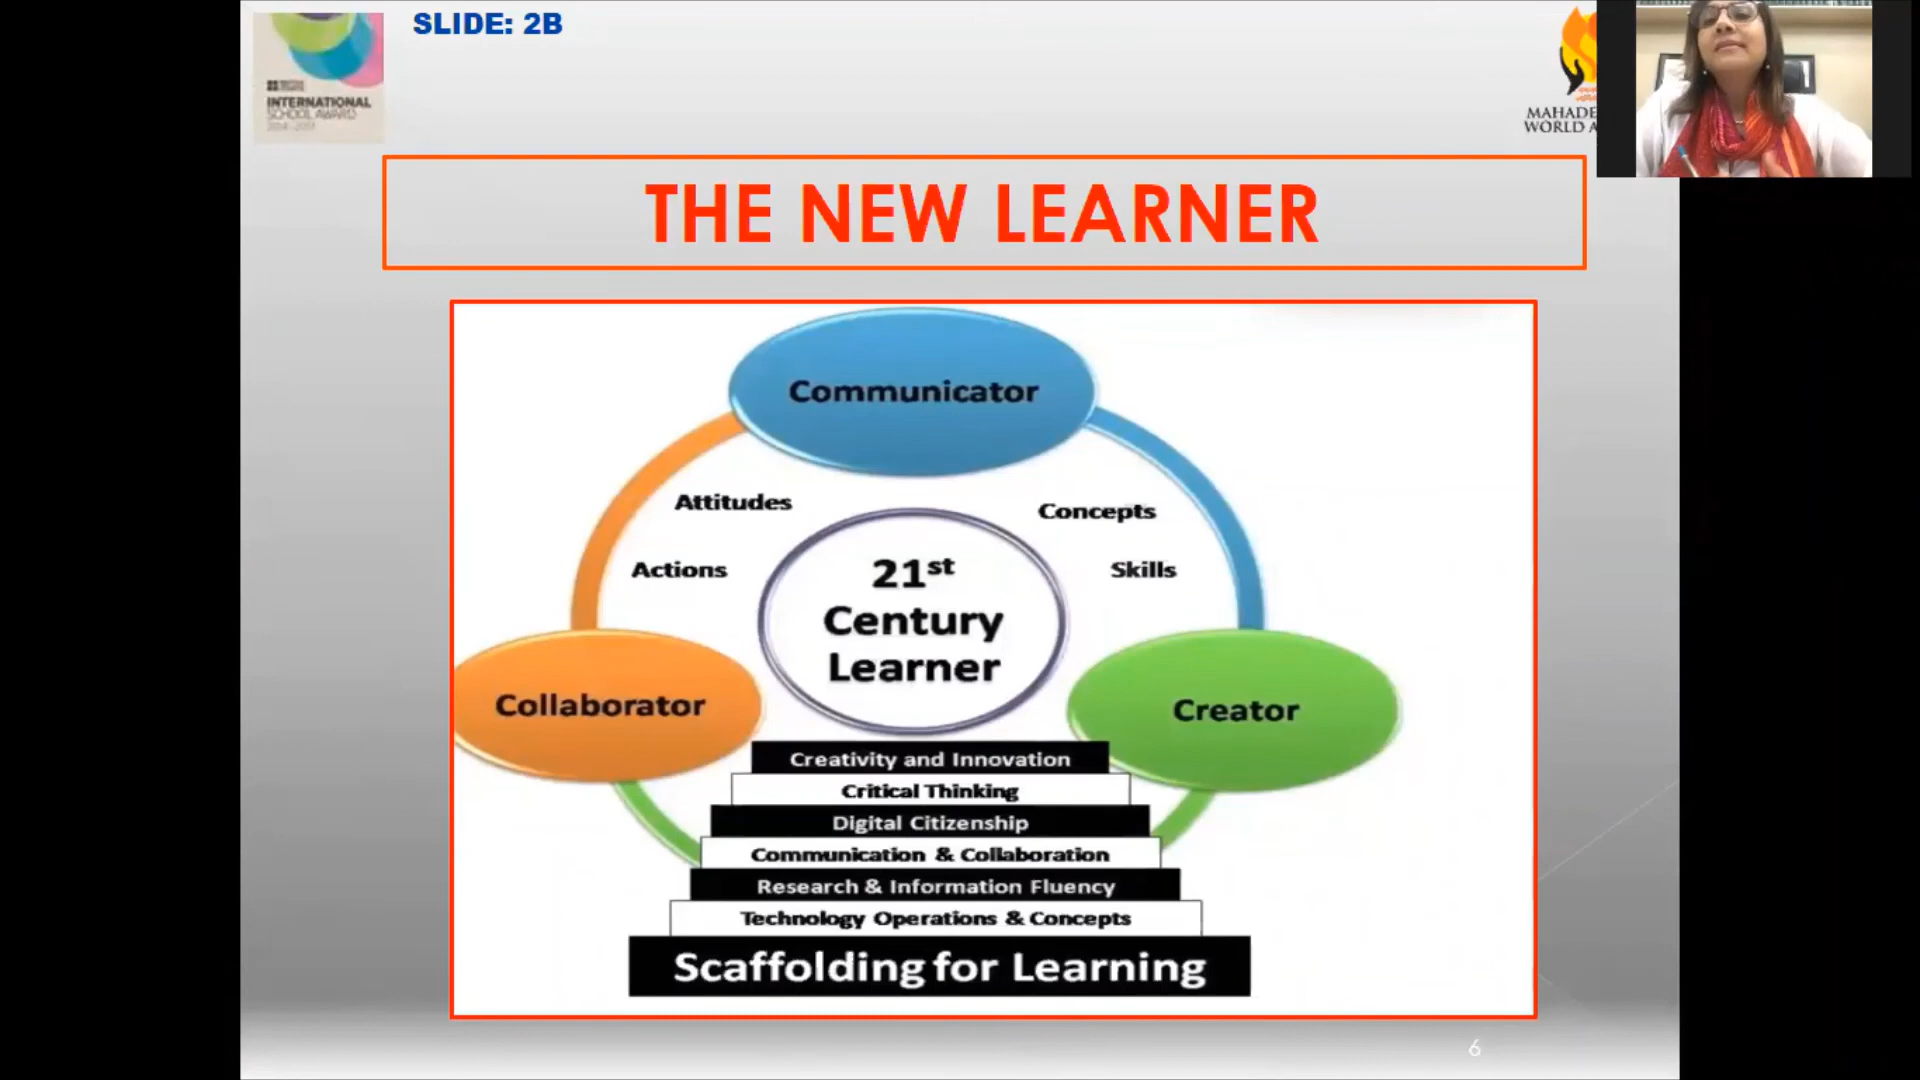 SLIDE: 2B
INTERNATIONAL
SCHOOL AWARD
MAHADE
WORLD A
THE NEW LEARNER
Communicator
Attitudes
Concepts
Actions
Skills
21st
Century
Learner
Collaborator
Creator
Creativity and Innovation
Critical Thinking
Digital Citizenship
Communication & Collaboration
Research & Information Fluency
Technology Operations & Concepts
Scaffolding for Learning
6